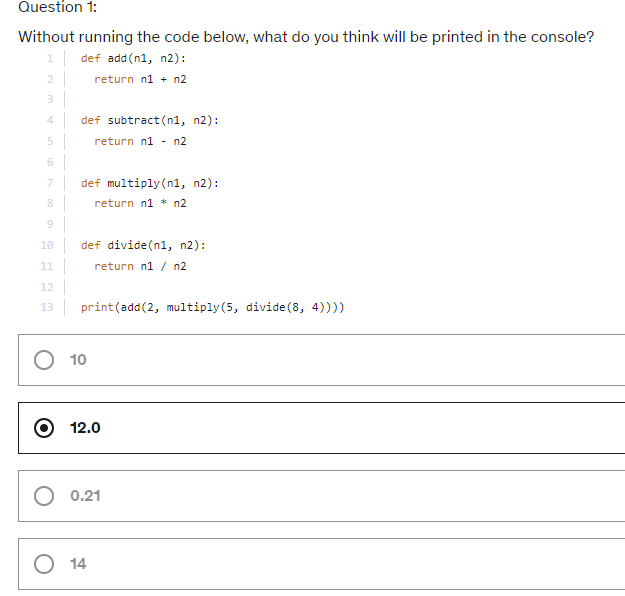 Question 1:
Without running the code below, what do you think will be printed in the console?
1 def add(n1, n2):
2   return n1 + n2
3
4 def subtract(n1, n2):
5   return n1 - n2
6
7 def multiply(n1, n2):
8   return n1 * n2
9
10 def divide(n1, n2):
11   return n1 / n2
12
13 print(add(2, multiply(5, divide(8, 4))))
10
12.0
0.21
14